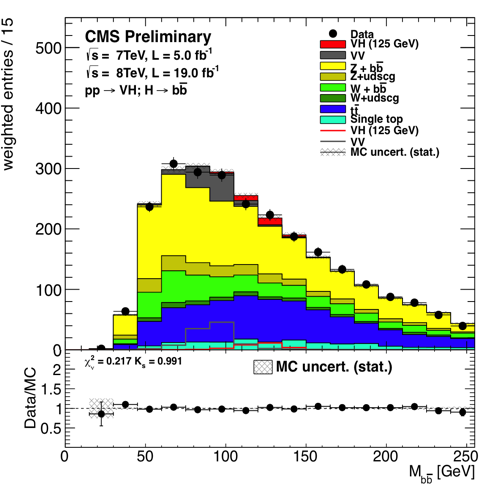 weighted entries / 15
550
500
400
300
200
100
0
CMS Preliminary
√s = 7TeV, L = 5.0 fb⁻¹
√s = 8TeV, L = 19.0 fb⁻¹
pp → VH; H → bb̅
Data
VH (125 GeV)
VV
Z + bb̅
Z+udscg
W + bb̅
W+udscg
tt̅
Single top
VH (125 GeV)
VV
MC uncert. (stat.)
Data/MC
2
1.5
1
0.5
χᵥ² = 0.217 Kₛ = 0.991
MC uncert. (stat.)
0 50 100 150 200 250
M_bb̅ [GeV]